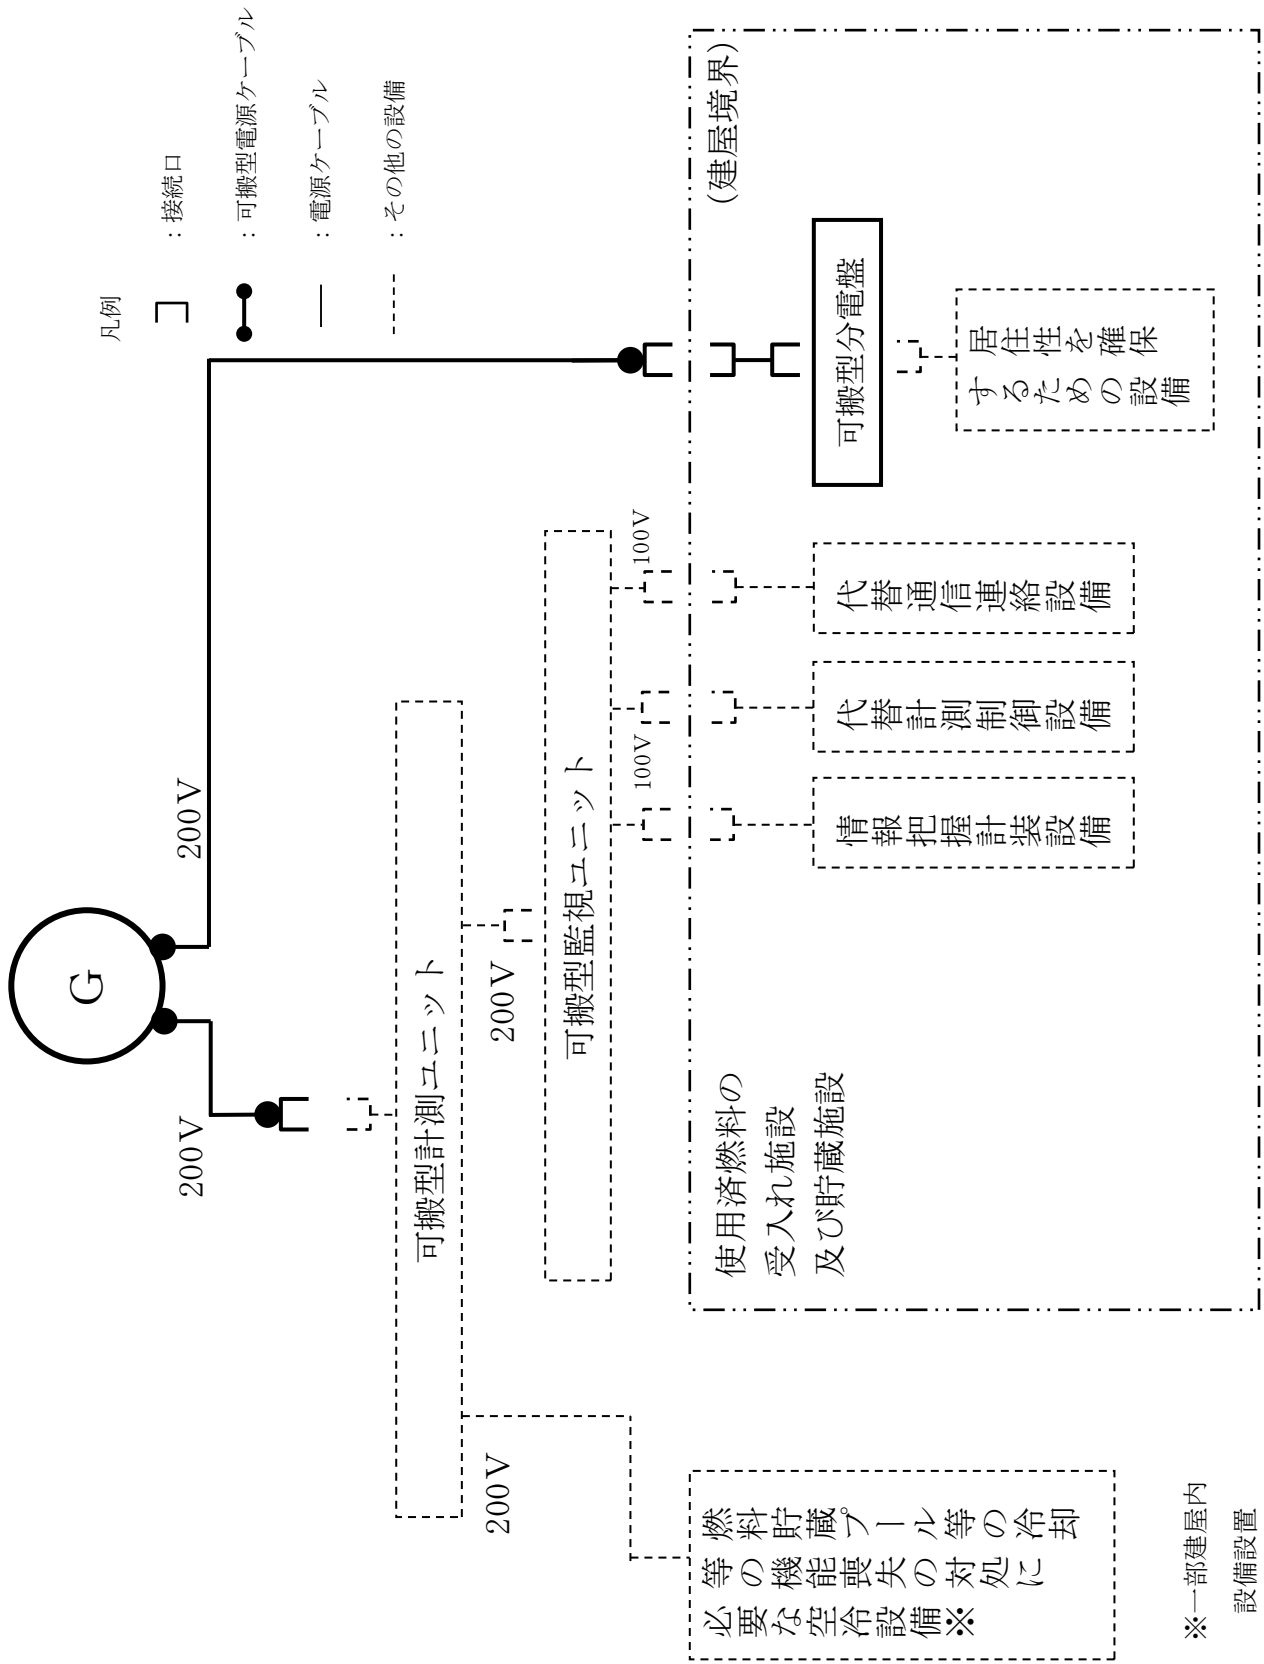 凡例
：接続口
：可搬型電源ケーブル
：電源ケーブル
：その他の設備
G
200V
200V
可搬型計測ユニット
200V
200V
可搬型監視ユニット
100V
100V
(建屋境界)
使用済燃料の
受入れ施設
及び貯蔵施設
燃料貯蔵プール等の冷却
等の機能喪失の対処に
必要な空冷設備※
情報把握計装設備
代替計測制御設備
代替通信連絡設備
可搬型分電盤
居住性を確保
するための設備
※一部建屋内
設備設置